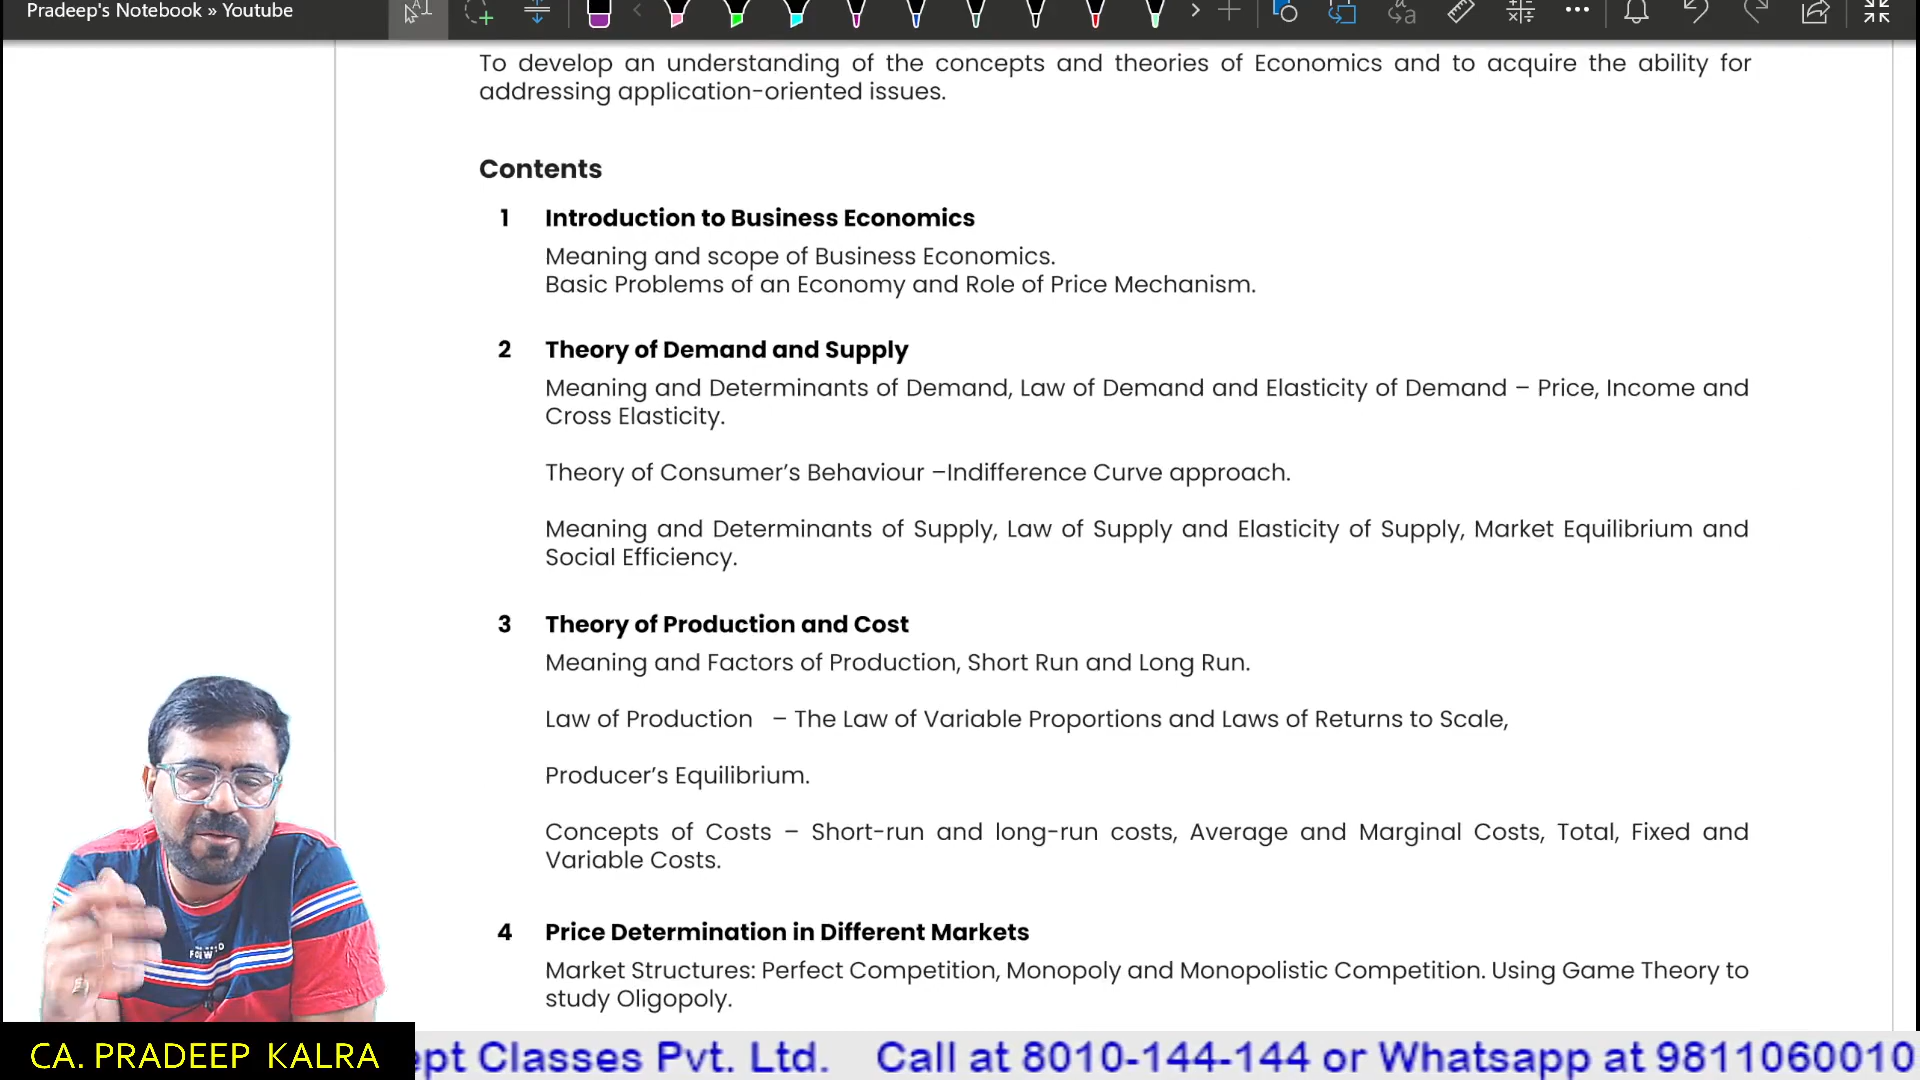 Pradeep's Notebook » Youtube
To develop an understanding of the concepts and theories of Economics and to acquire the ability for
addressing application-oriented issues.
Contents
1 Introduction to Business Economics
Meaning and scope of Business Economics.
Basic Problems of an Economy and Role of Price Mechanism.
2 Theory of Demand and Supply
Meaning and Determinants of Demand, Law of Demand and Elasticity of Demand – Price, Income and
Cross Elasticity.
Theory of Consumer's Behaviour –Indifference Curve approach.
Meaning and Determinants of Supply, Law of Supply and Elasticity of Supply, Market Equilibrium and
Social Efficiency.
3 Theory of Production and Cost
Meaning and Factors of Production, Short Run and Long Run.
Law of Production – The Law of Variable Proportions and Laws of Returns to Scale,
Producer's Equilibrium.
Concepts of Costs – Short-run and long-run costs, Average and Marginal Costs, Total, Fixed and
Variable Costs.
4 Price Determination in Different Markets
Market Structures: Perfect Competition, Monopoly and Monopolistic Competition. Using Game Theory to
study Oligopoly.
CA. PRADEEP KALRA
ept Classes Pvt. Ltd. Call at 8010-144-144 or Whatsapp at 9811060010